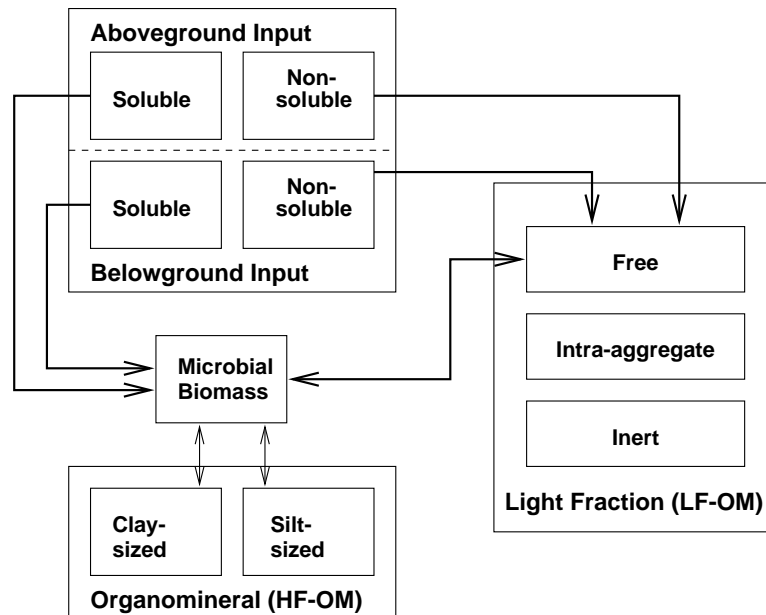 Aboveground Input
Soluble
Non-
soluble
Soluble
Non-
soluble
Belowground Input
Free
Intra-aggregate
Inert
Light Fraction (LF-OM)
Microbial
Biomass
Clay-
sized
Silt-
sized
Organomineral (HF-OM)